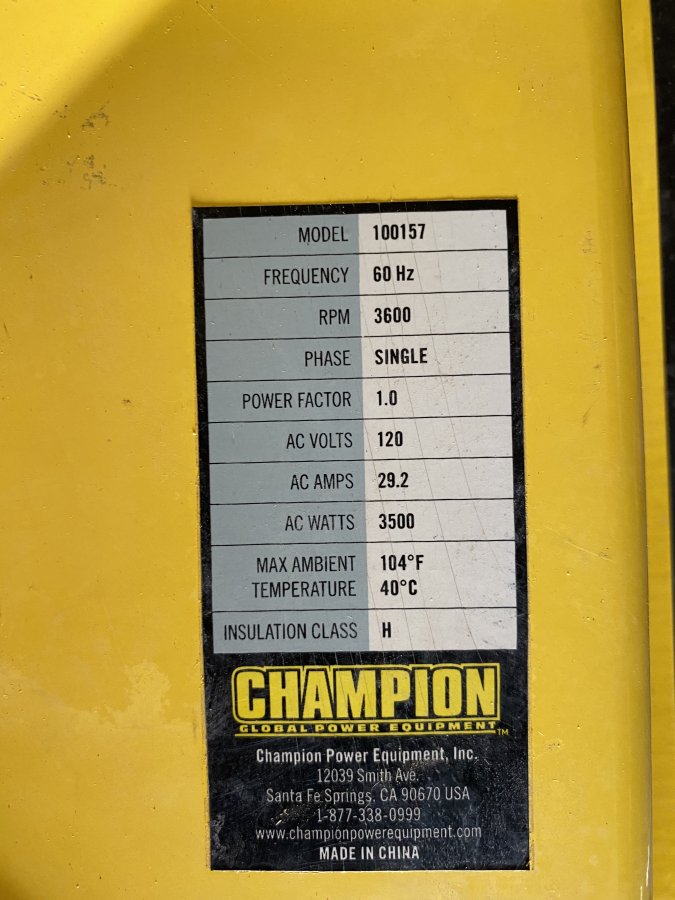 MODEL 100157
FREQUENCY 60 Hz
RPM 3600
PHASE SINGLE
POWER FACTOR 1.0
AC VOLTS 120
AC AMPS 29.2
AC WATTS 3500
MAX AMBIENT 104°F
TEMPERATURE 40°C
INSULATION CLASS H
CHAMPION
GLOBAL POWER EQUIPMENT™
Champion Power Equipment, Inc.
12039 Smith Ave.
Santa Fe Springs, CA 90670 USA
1-877-338-0999
www.championpowerequipment.com
MADE IN CHINA